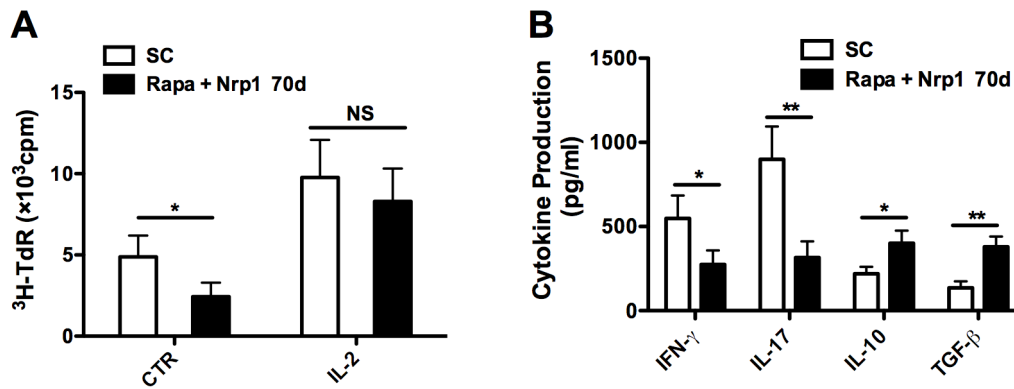 A
SC
Rapa + Nrp1 70d
³H-TdR (×10³cpm)
15
10
5
0
*
NS
CTR
IL-2
B
SC
Rapa + Nrp1 70d
Cytokine Production
(pg/ml)
1500
1000
500
0
*
**
*
**
IFN-γ
IL-17
IL-10
TGF-β